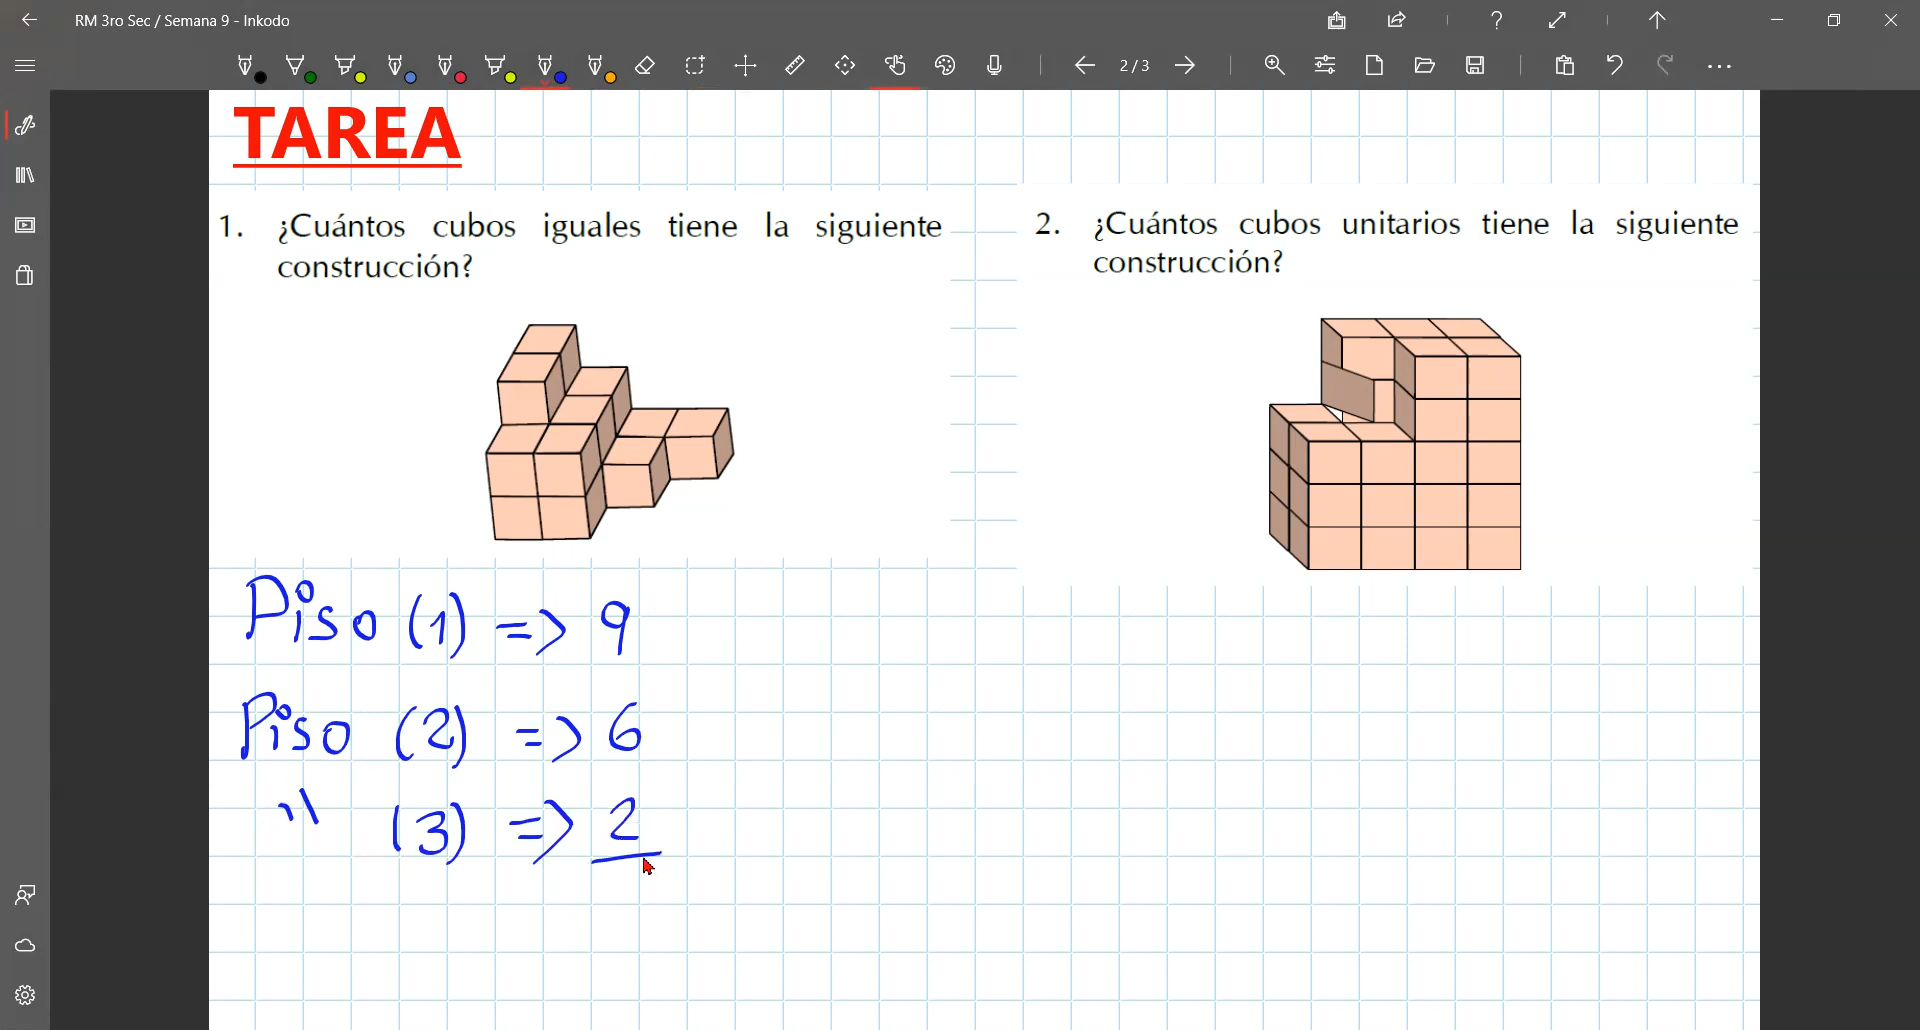 RM 3ro Sec / Semana 9 - Inkodo
2 / 3
TAREA
1. ¿Cuántos cubos iguales tiene la siguiente
construcción?
2. ¿Cuántos cubos unitarios tiene la siguiente
construcción?
Piso (1) => 9
Piso (2) => 6
" (3) => 2